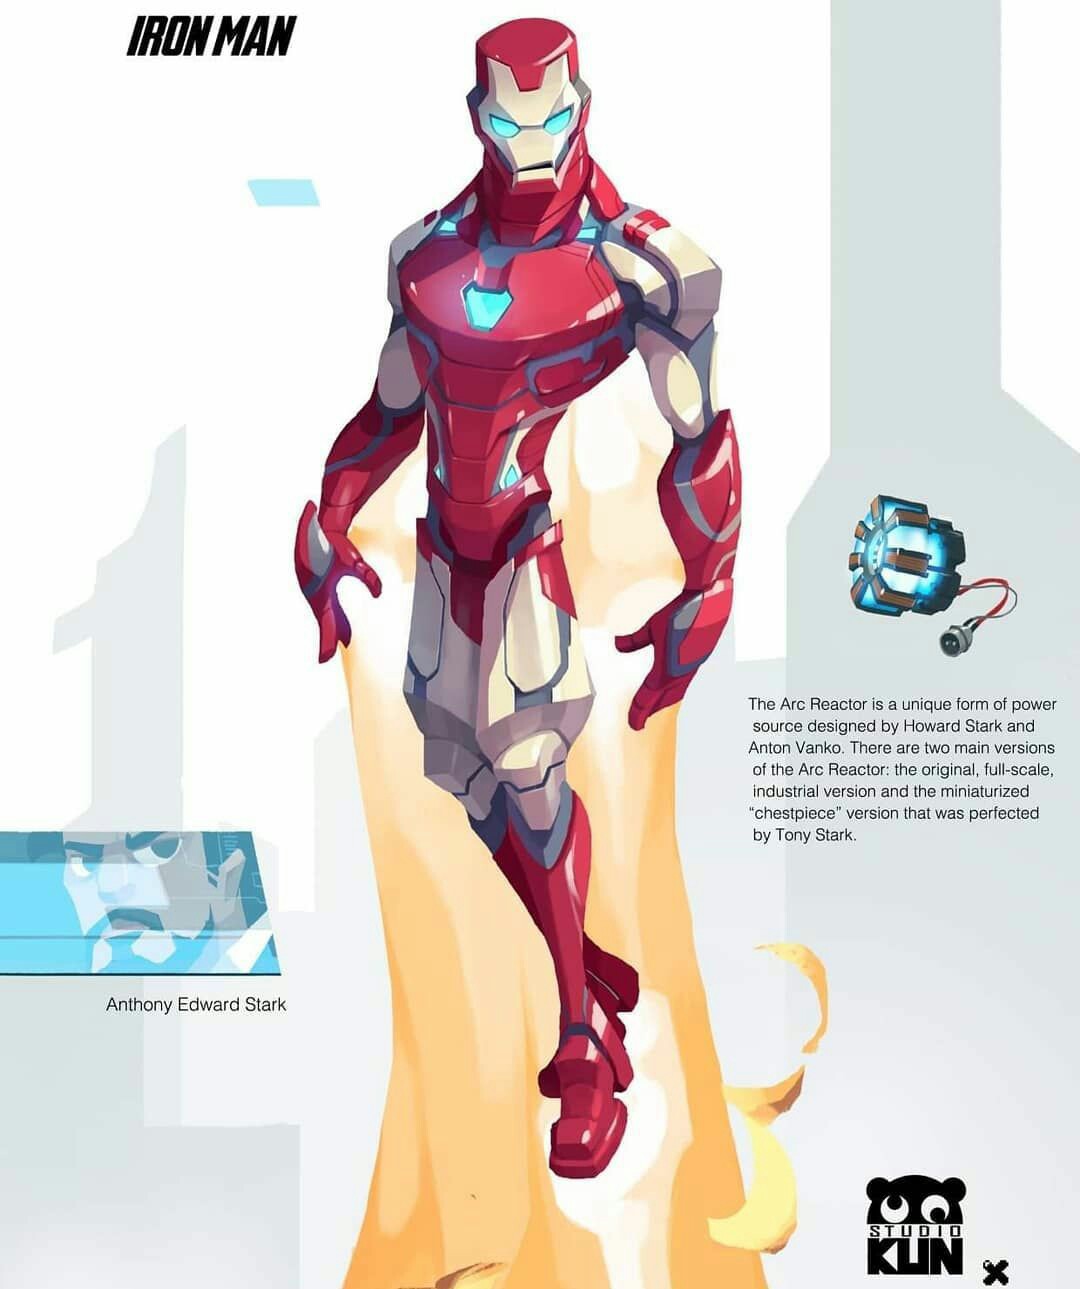 IRON MAN
The Arc Reactor is a unique form of power
source designed by Howard Stark and
Anton Vanko. There are two main versions
of the Arc Reactor: the original, full-scale,
industrial version and the miniaturized
“chestpiece” version that was perfected
by Tony Stark.
Anthony Edward Stark
STUDIO
KUN